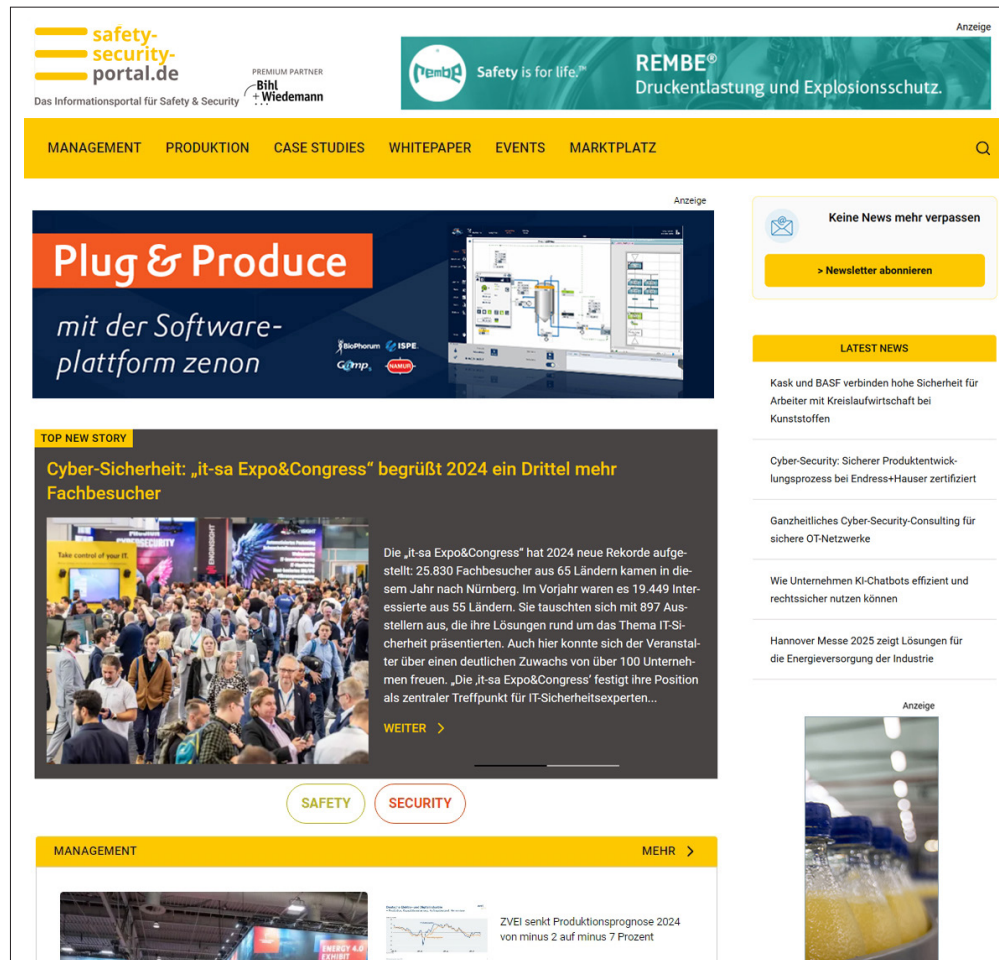 Anzeige
safety-
security-
portal.de
Das Informationsportal für Safety & Security
PREMIUM PARTNER
Bihl
+ Wiedemann
rembe
Safety is for life.™
REMBE®
Druckentlastung und Explosionsschutz.
MANAGEMENT PRODUKTION CASE STUDIES WHITEPAPER EVENTS MARKTPLATZ
Anzeige
Plug & Produce
mit der Software-
plattform zenon
BioPhorum ISPE.
NAMUR
Keine News mehr verpassen
> Newsletter abonnieren
LATEST NEWS
Kask und BASF verbinden hohe Sicherheit für
Arbeiter mit Kreislaufwirtschaft bei
Kunststoffen
Cyber-Security: Sicherer Produktentwick-
lungsprozess bei Endress+Hauser zertifiziert
Ganzheitliches Cyber-Security-Consulting für
sichere OT-Netzwerke
Wie Unternehmen KI-Chatbots effizient und
rechtssicher nutzen können
Hannover Messe 2025 zeigt Lösungen für
die Energieversorgung der Industrie
Anzeige
TOP NEW STORY
Cyber-Sicherheit: „it-sa Expo&Congress“ begrüßt 2024 ein Drittel mehr
Fachbesucher
Take control of your IT.
CYBERSECURITY
ENGINSIGHT
Die „it-sa Expo&Congress“ hat 2024 neue Rekorde aufge-
stellt: 25.830 Fachbesucher aus 65 Ländern kamen in die-
sem Jahr nach Nürnberg. Im Vorjahr waren es 19.449 Inter-
essierte aus 55 Ländern. Sie tauschten sich mit 897 Aus-
stellern aus, die ihre Lösungen rund um das Thema IT-Si-
cherheit präsentierten. Auch hier konnte sich der Veranstal-
ter über einen deutlichen Zuwachs von über 100 Unterneh-
men freuen. „Die ‚it-sa Expo&Congress‘ festigt ihre Position
als zentraler Treffpunkt für IT-Sicherheitsexperten...
WEITER
SAFETY SECURITY
MANAGEMENT MEHR
ENERGY 4.0
EXHIBIT
ZVEI senkt Produktionsprognose 2024
von minus 2 auf minus 7 Prozent